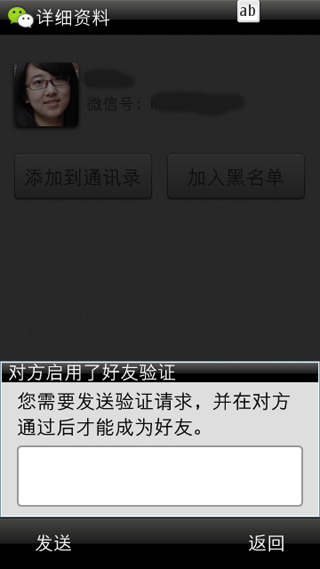 详细资料
ab
微信号：
添加到通讯录
加入黑名单
对方启用了好友验证
您需要发送验证请求，并在对方
通过后才能成为好友。
发送
返回